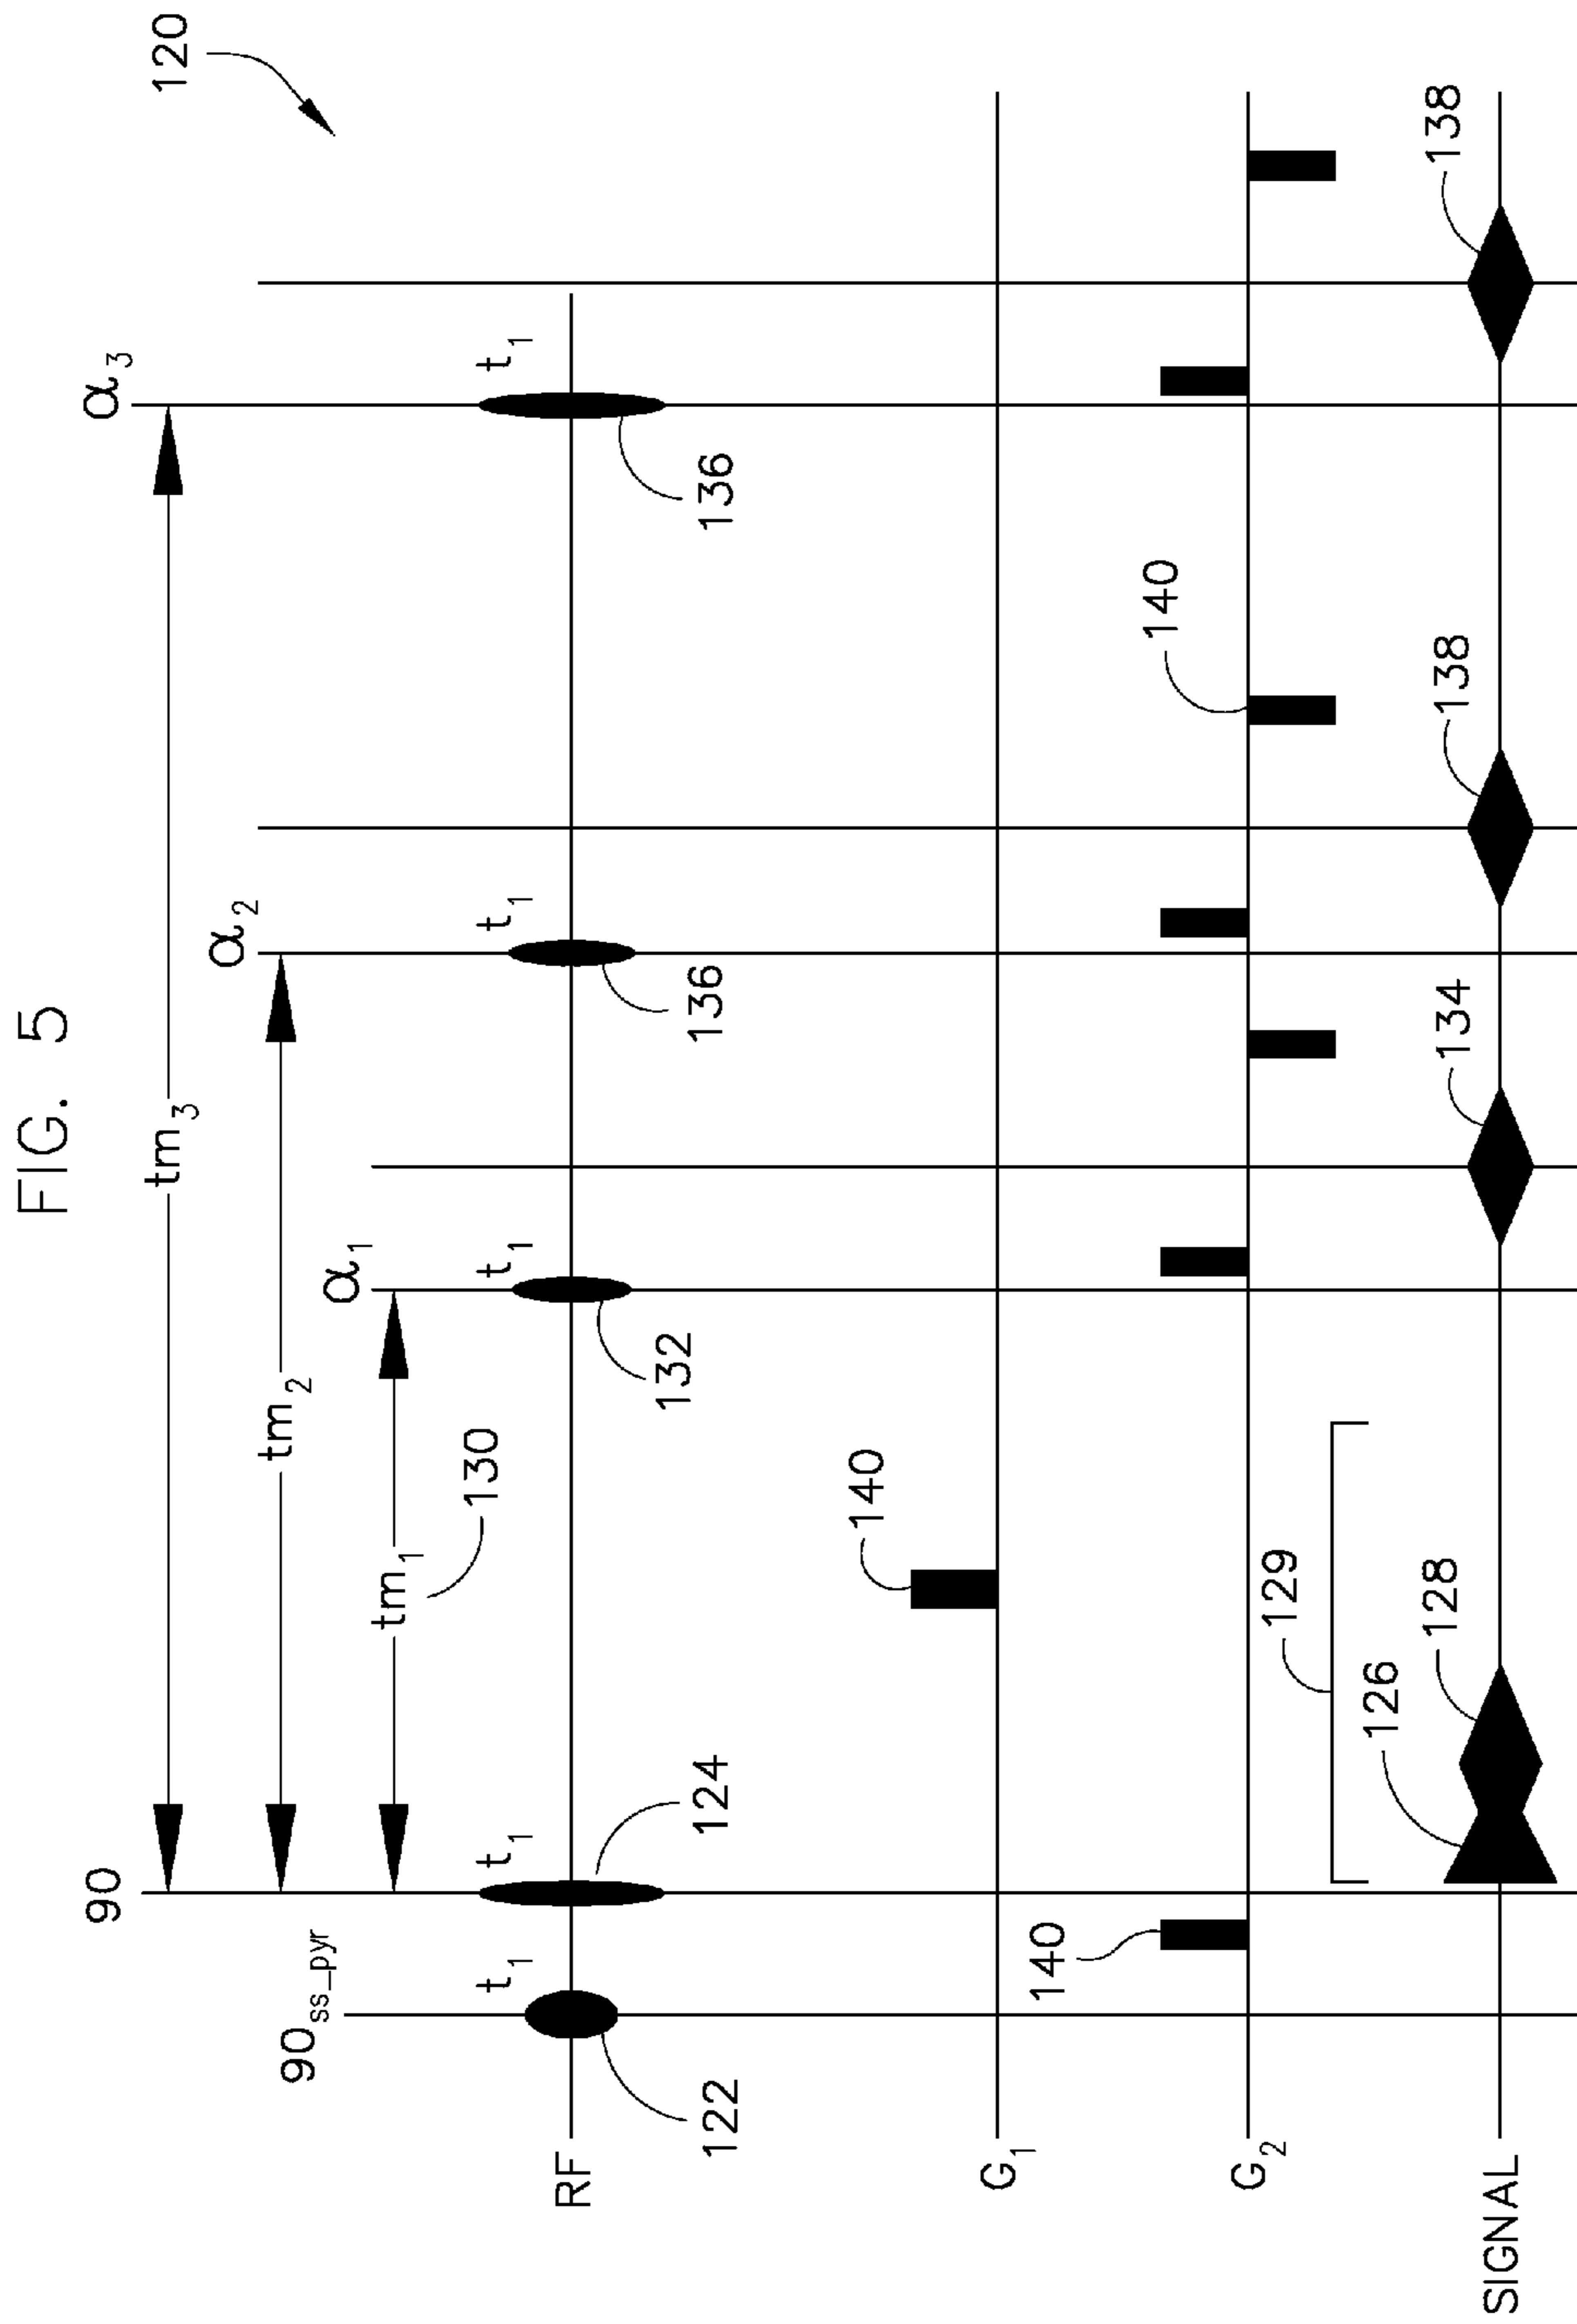 FIG. 5
120
90
tm₃
α₃
tm₂
α₂
90ss_pyr
tm₁
α₁
130
t₁
t₁
t₁
t₁
t₁
RF
122
124
132
136
136
140
G₁
140
140
G₂
129
126
128
134
138
138
SIGNAL